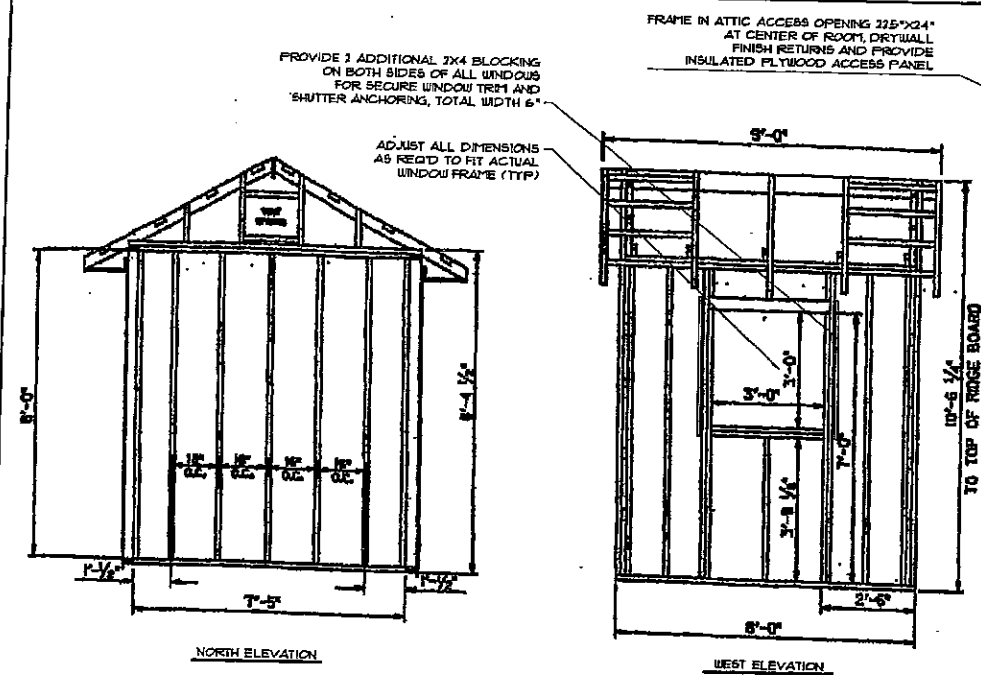 FRAME IN ATTIC ACCESS OPENING 22.5"X24"
AT CENTER OF ROOM, DRYWALL
FINISH RETURNS AND PROVIDE
INSULATED PLYWOOD ACCESS PANEL
PROVIDE 2 ADDITIONAL 2X4 BLOCKING
ON BOTH SIDES OF ALL WINDOWS
FOR SECURE WINDOW TRIM AND
SHUTTER ANCHORING, TOTAL WIDTH 6"
ADJUST ALL DIMENSIONS
AS REQ'D TO FIT ACTUAL
WINDOW FRAME (TYP)
9'-0"
8'-0"
8'-4 1/2"
16" O.C.
16" O.C.
16" O.C.
16" O.C.
1'-1/2"
1'-1/2"
7'-5"
NORTH ELEVATION
3'-0"
3'-0"
7'-0"
3'-8 1/4"
10'-6 1/4"
TO TOP OF RIDGE BOARD
2'-6"
8'-0"
WEST ELEVATION